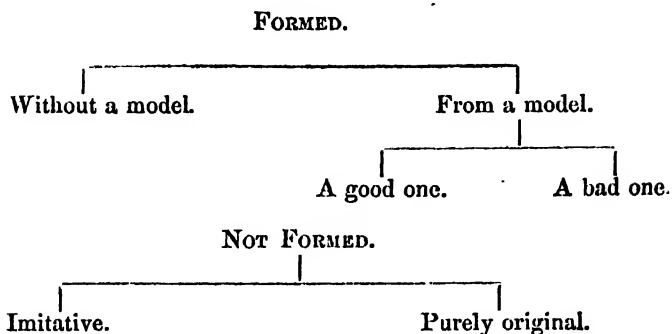 FORMED.
Without a model. From a model.
A good one. A bad one.
NOT FORMED.
Imitative. Purely original.